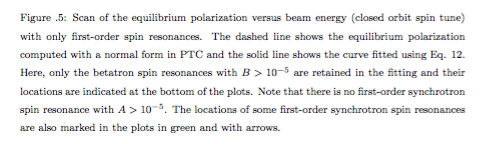 Figure .5: Scan of the equilibrium polarization versus beam energy (closed orbit spin tune)
with only first-order spin resonances. The dashed line shows the equilibrium polarization
computed with a normal form in PTC and the solid line shows the curve fitted using Eq. 12.
Here, only the betatron spin resonances with B > 10⁻⁵ are retained in the fitting and their
locations are indicated at the bottom of the plots. Note that there is no first-order synchrotron
spin resonance with A > 10⁻⁵. The locations of some first-order synchrotron spin resonances
are also marked in the plots in green and with arrows.